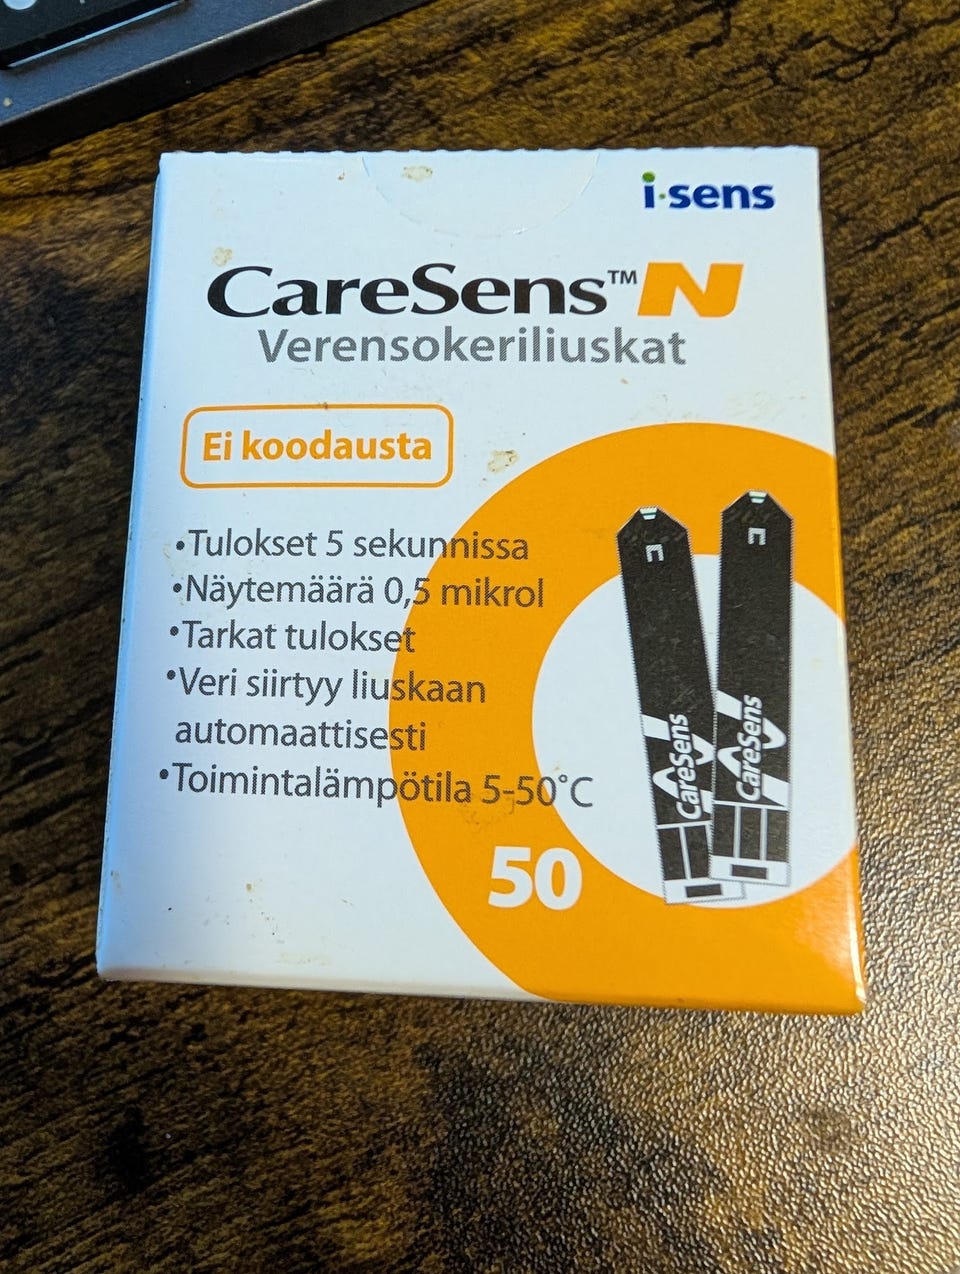 i·sens
CareSens™ N
Verensokeriliuskat
Ei koodausta
•Tulokset 5 sekunnissa
•Näytemäärä 0,5 mikrol
•Tarkat tulokset
•Veri siirtyy liuskaan
automaattisesti
•Toimintalämpötila 5-50°C
50
CareSens
CareSens